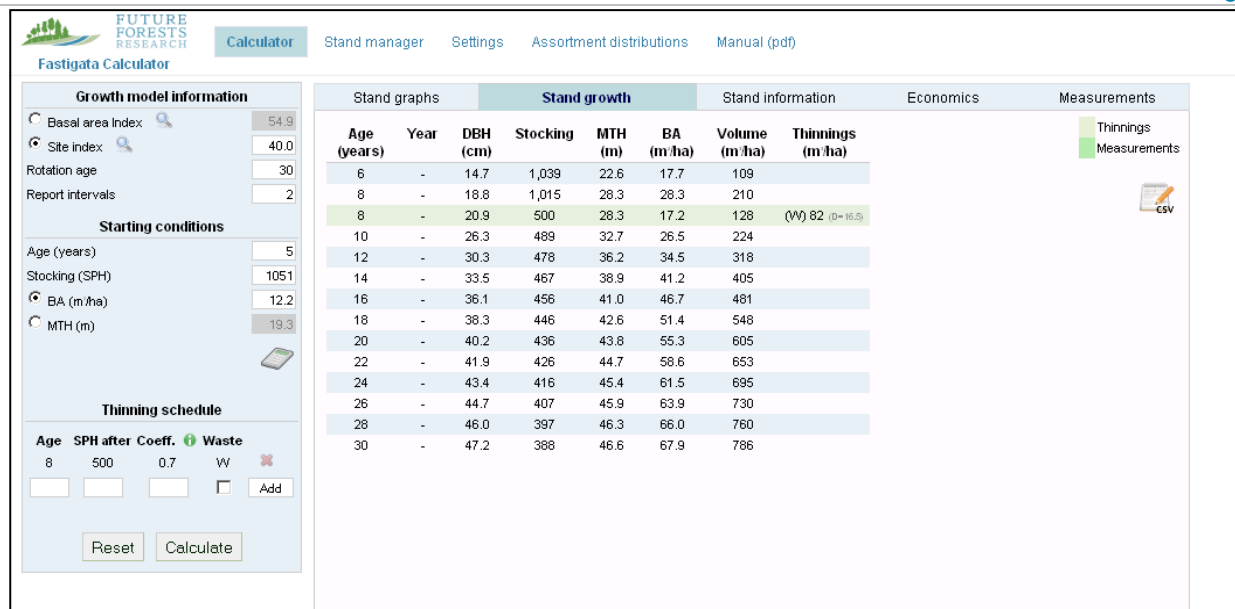 FUTURE
FORESTS
RESEARCH
Fastigata Calculator
Calculator Stand manager Settings Assortment distributions Manual (pdf)
Growth model information
Basal area Index 54.9
Site index 40.0
Rotation age 30
Report intervals 2
Starting conditions
Age (years) 5
Stocking (SPH) 1051
BA (m²/ha) 12.2
MTH (m) 19.3
Thinning schedule
Age SPH after Coeff. Waste
8 500 0.7 W
Add
Reset Calculate
Stand graphs Stand growth Stand information Economics Measurements
Age Year DBH Stocking MTH BA Volume Thinnings
(years) (cm) (m) (m²/ha) (m³/ha) (m³/ha)
6 - 14.7 1,039 22.6 17.7 109
8 - 18.8 1,015 28.3 28.3 210
8 - 20.9 500 28.3 17.2 128 (W) 82 (D=16.5)
10 - 26.3 489 32.7 26.5 224
12 - 30.3 478 36.2 34.5 318
14 - 33.5 467 38.9 41.2 405
16 - 36.1 456 41.0 46.7 481
18 - 38.3 446 42.6 51.4 548
20 - 40.2 436 43.8 55.3 605
22 - 41.9 426 44.7 58.6 653
24 - 43.4 416 45.4 61.5 695
26 - 44.7 407 45.9 63.9 730
28 - 46.0 397 46.3 66.0 760
30 - 47.2 388 46.6 67.9 786
Thinnings
Measurements
CSV